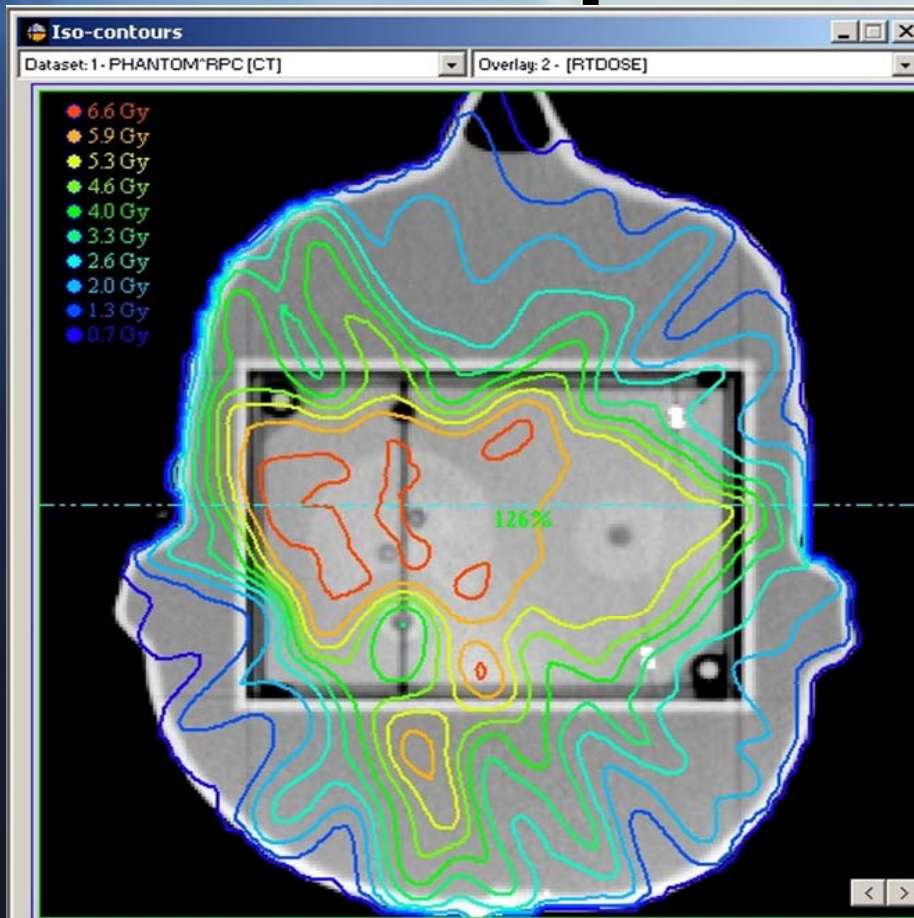 Iso-contours
Dataset: 1 - PHANTOM^RPC [CT]
Overlay: 2 - [RTDOSE]
6.6 Gy
5.9 Gy
5.3 Gy
4.6 Gy
4.0 Gy
3.3 Gy
2.6 Gy
2.0 Gy
1.3 Gy
0.7 Gy
126%